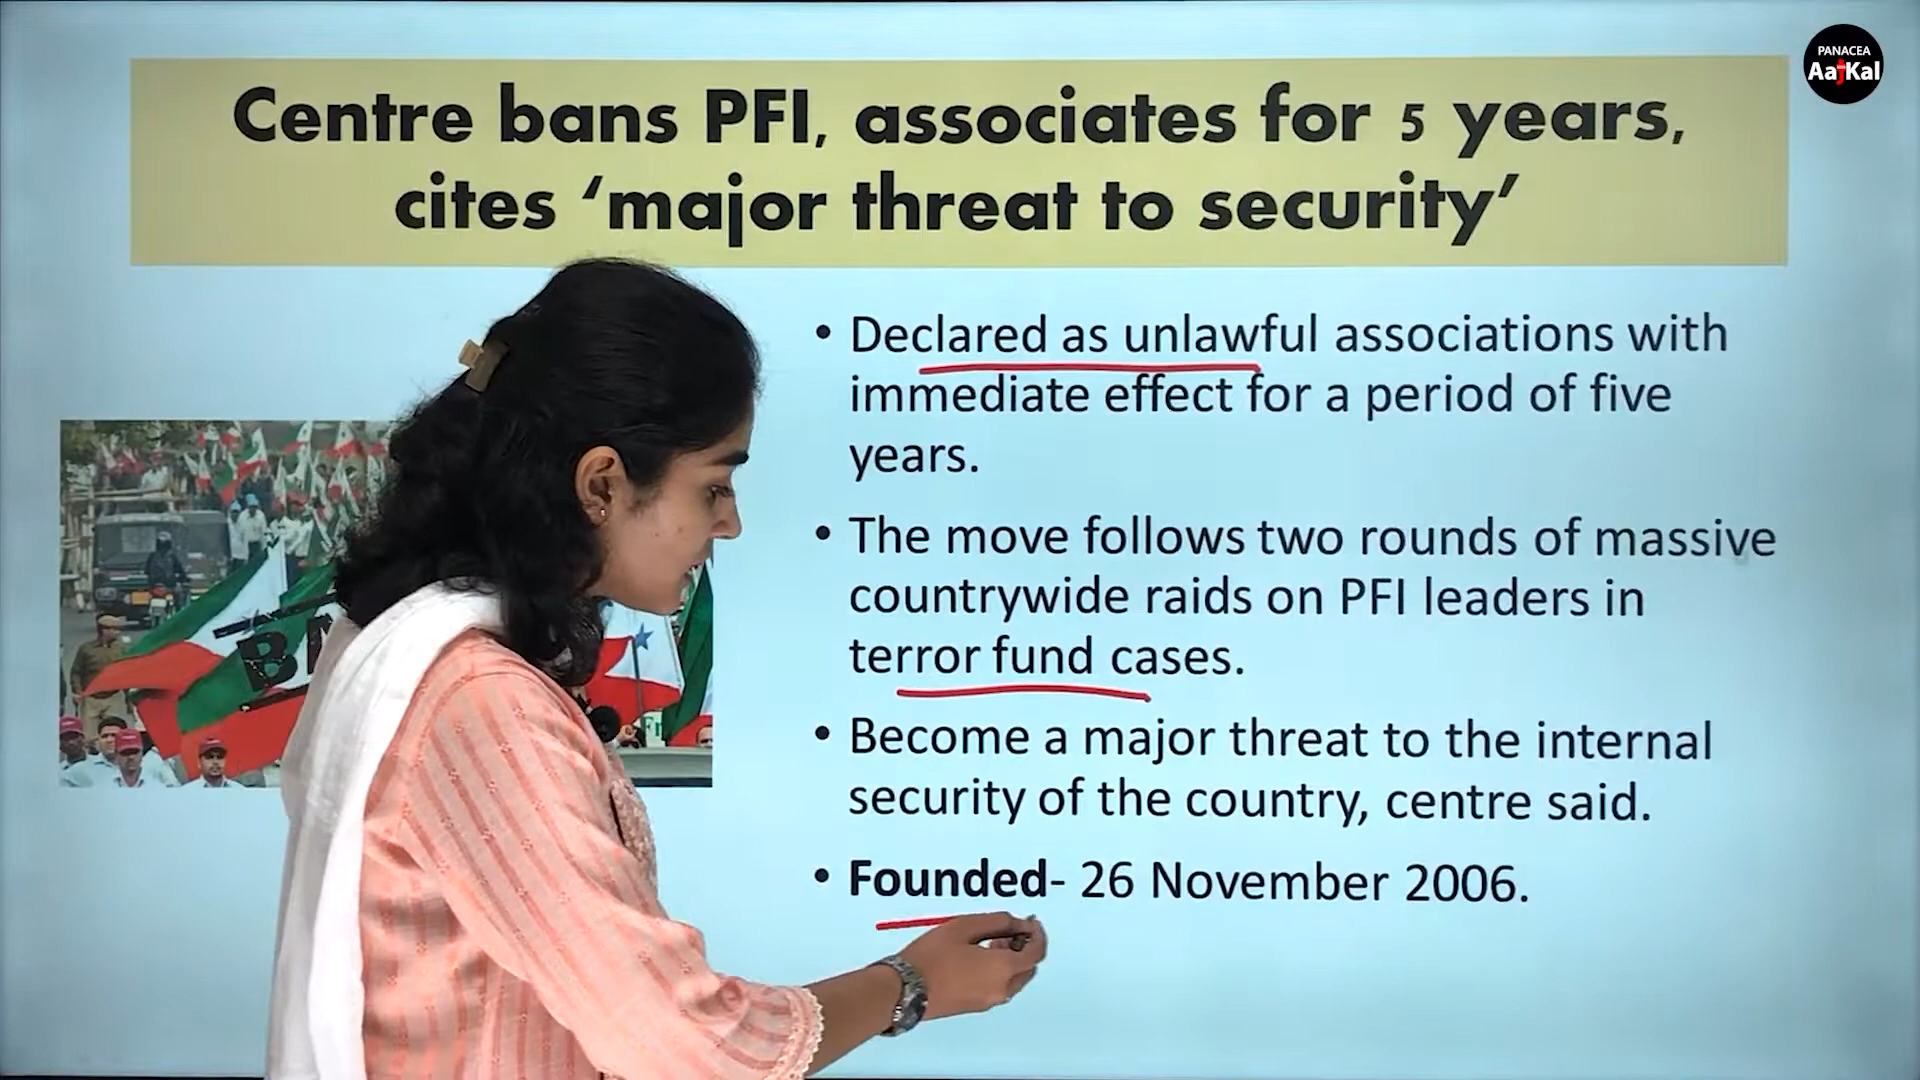 PANACEA
AajKal
Centre bans PFI, associates for 5 years,
cites ‘major threat to security’
• Declared as unlawful associations with
immediate effect for a period of five
years.
• The move follows two rounds of massive
countrywide raids on PFI leaders in
terror fund cases.
• Become a major threat to the internal
security of the country, centre said.
• Founded- 26 November 2006.